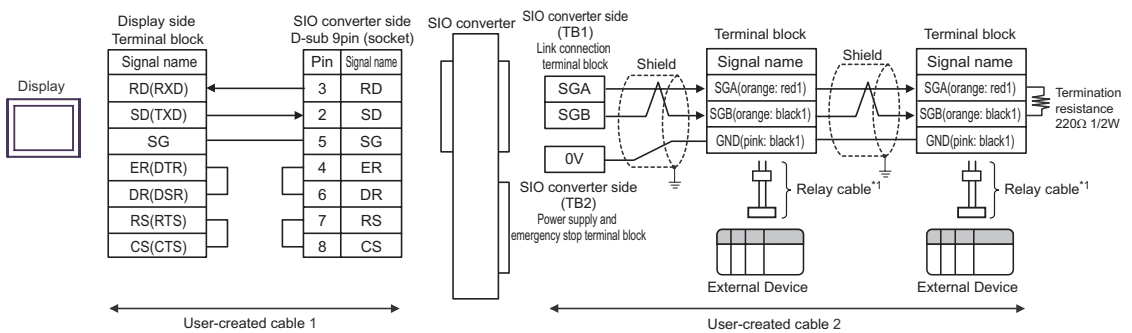 Display
Display side
Terminal block
Signal name
RD(RXD)
SD(TXD)
SG
ER(DTR)
DR(DSR)
RS(RTS)
CS(CTS)
SIO converter side
D-sub 9pin (socket)
Pin Signal name
3 RD
2 SD
5 SG
4 ER
6 DR
7 RS
8 CS
User-created cable 1
SIO converter
SIO converter side
(TB1)
Link connection
terminal block
SGA
SGB
0V
SIO converter side
(TB2)
Power supply and
emergency stop terminal block
Shield
Terminal block
Signal name
SGA(orange: red1)
SGB(orange: black1)
GND(pink: black1)
Relay cable*1
External Device
Shield
Terminal block
Signal name
SGA(orange: red1)
SGB(orange: black1)
GND(pink: black1)
Termination
resistance
220Ω 1/2W
Relay cable*1
External Device
User-created cable 2